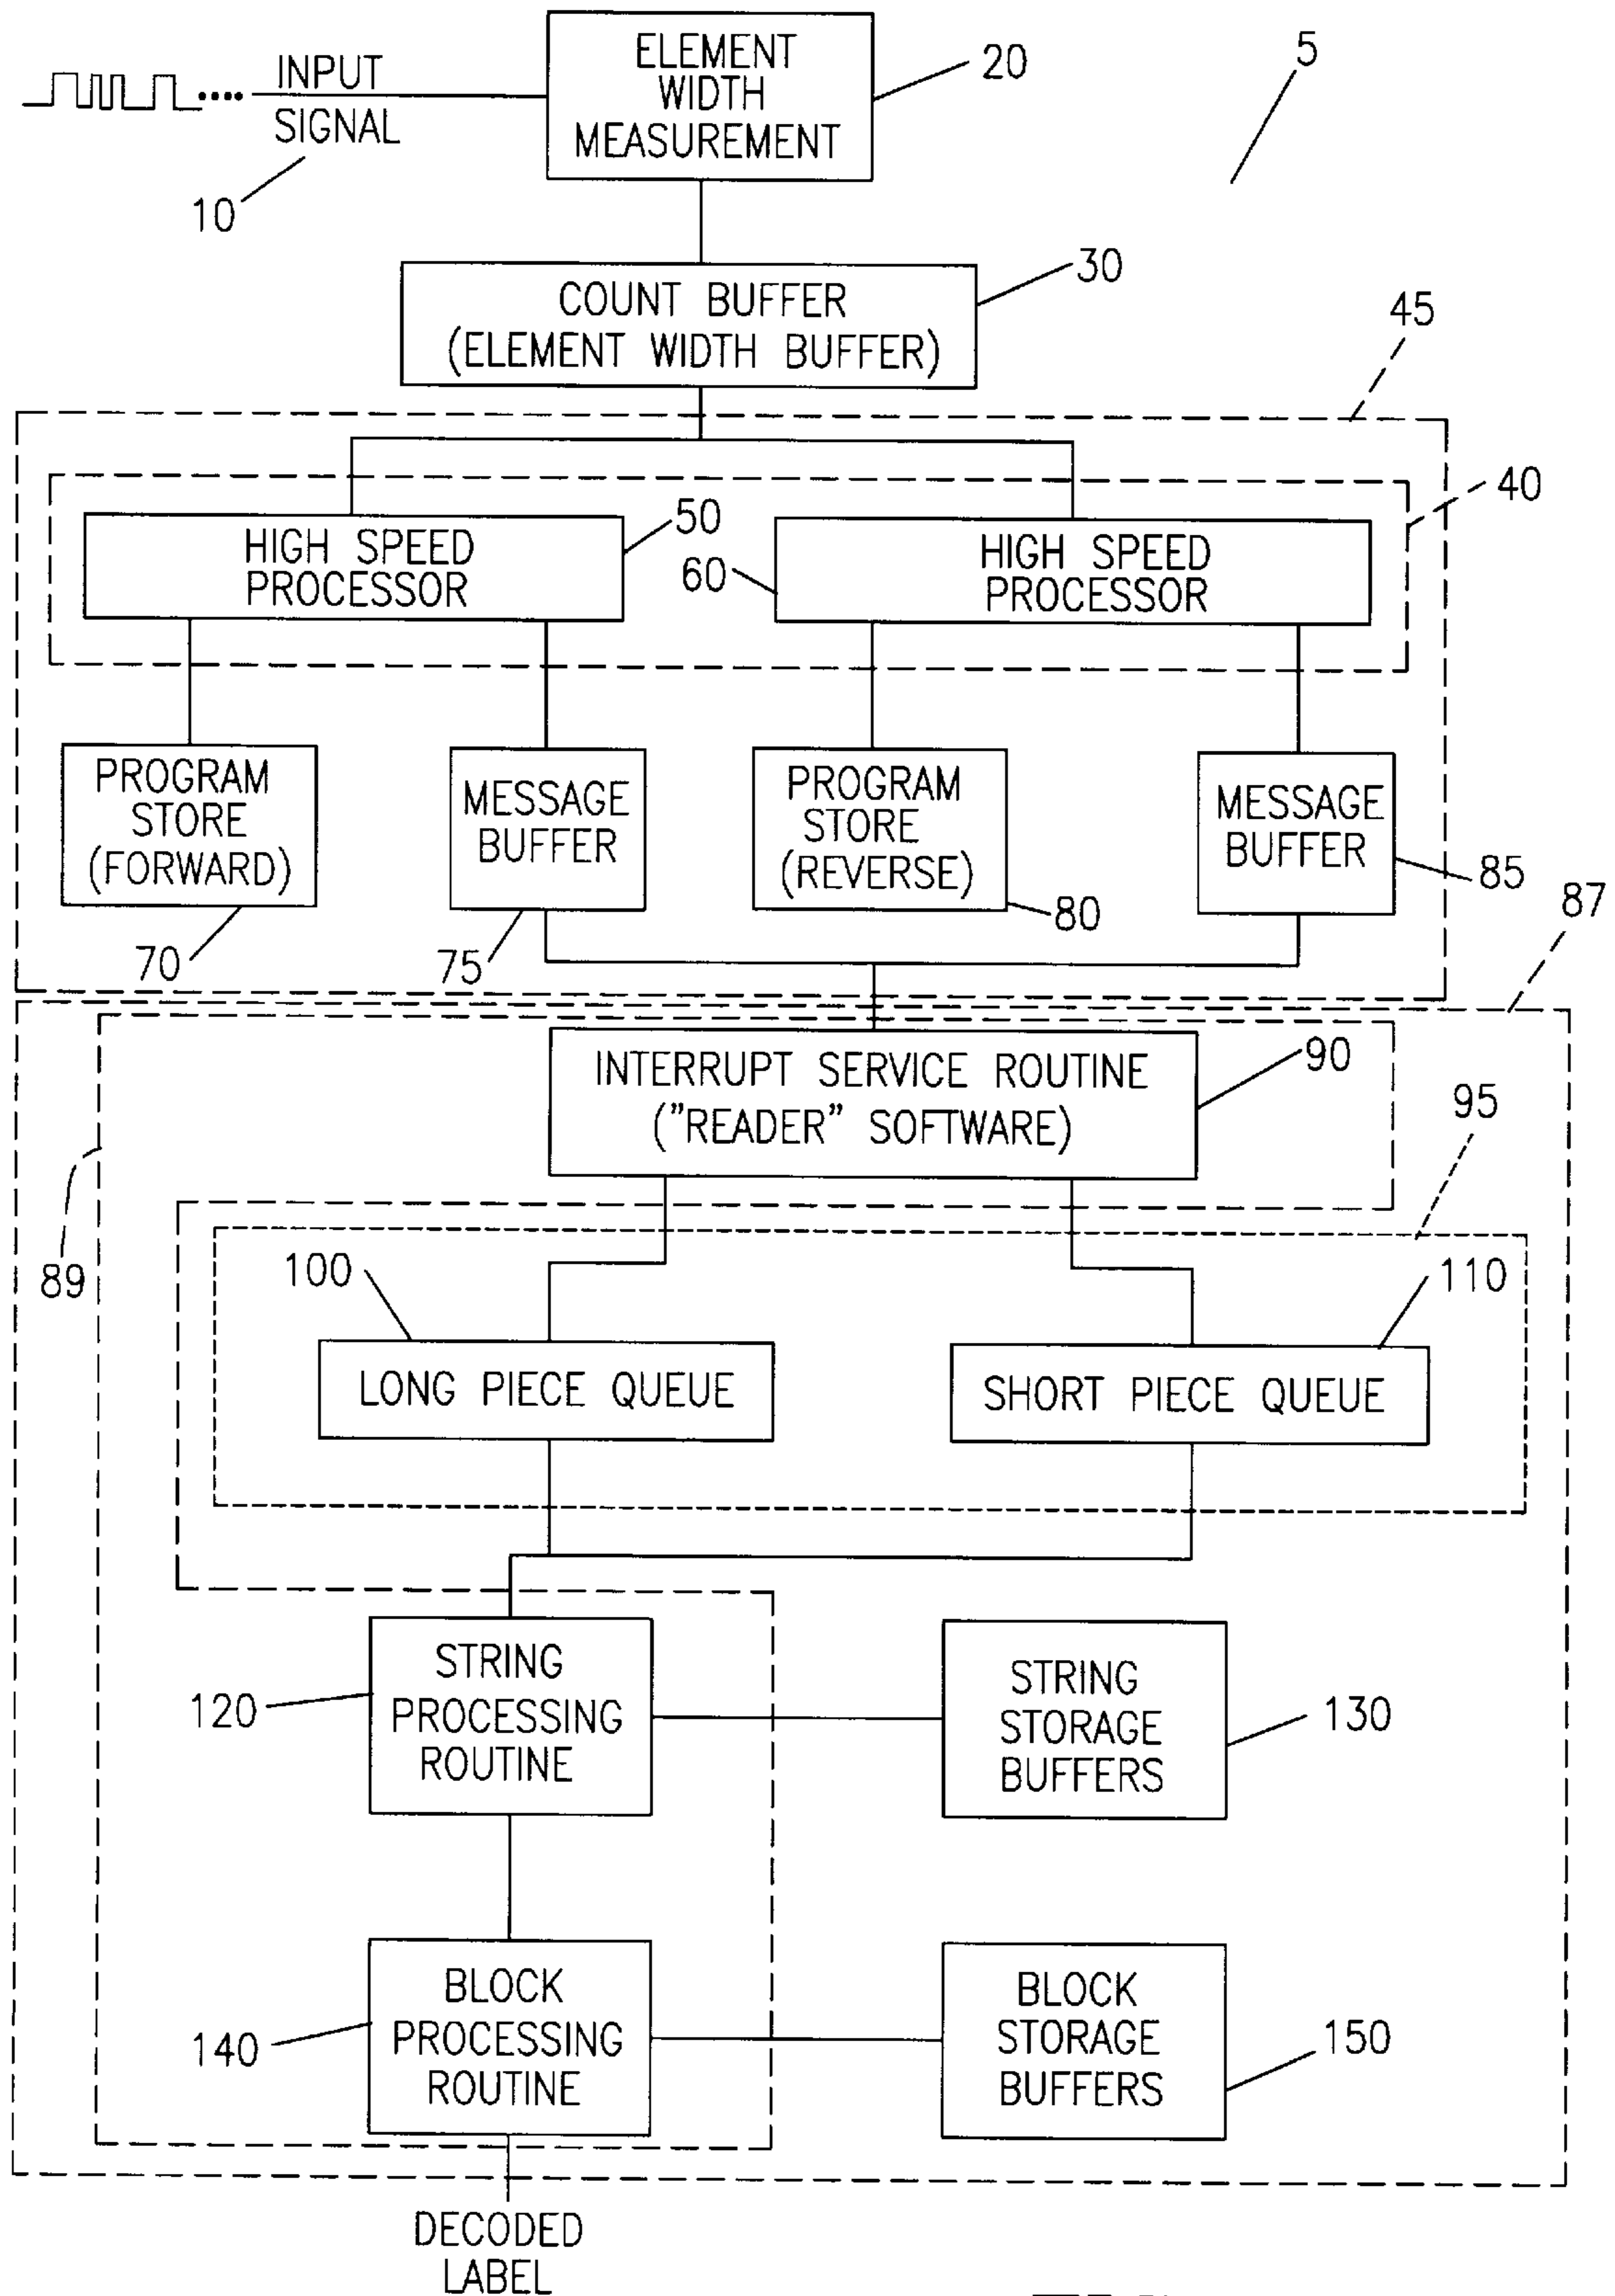 INPUT
SIGNAL
10
ELEMENT
WIDTH
MEASUREMENT
20
5
COUNT BUFFER
(ELEMENT WIDTH BUFFER)
30
45
40
HIGH SPEED
PROCESSOR
50
60
HIGH SPEED
PROCESSOR
PROGRAM
STORE
(FORWARD)
70
MESSAGE
BUFFER
75
PROGRAM
STORE
(REVERSE)
80
MESSAGE
BUFFER
85
87
INTERRUPT SERVICE ROUTINE
("READER" SOFTWARE)
90
95
89
100
LONG PIECE QUEUE
110
SHORT PIECE QUEUE
120
STRING
PROCESSING
ROUTINE
STRING
STORAGE
BUFFERS
130
140
BLOCK
PROCESSING
ROUTINE
BLOCK
STORAGE
BUFFERS
150
DECODED
LABEL